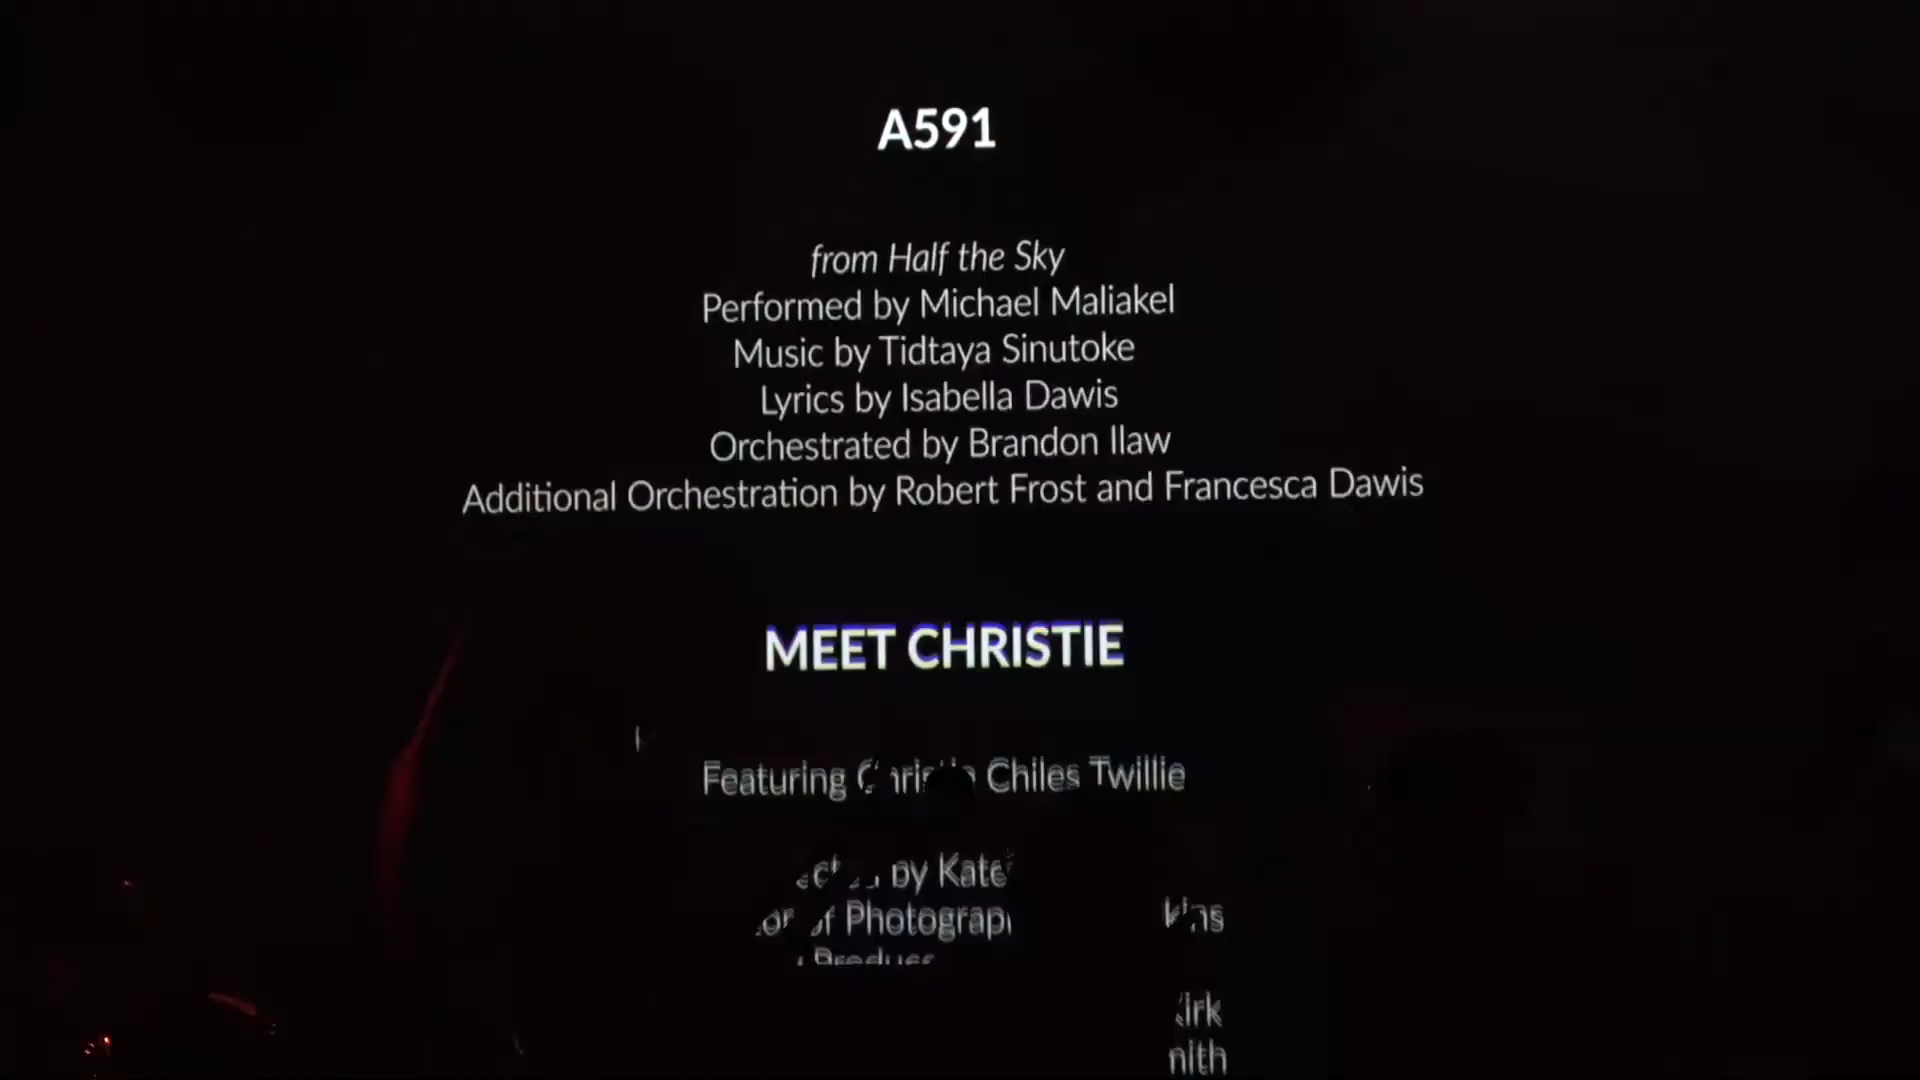 A591
from Half the Sky
Performed by Michael Maliakel
Music by Tidtaya Sinutoke
Lyrics by Isabella Dawis
Orchestrated by Brandon Ilaw
Additional Orchestration by Robert Frost and Francesca Dawis
MEET CHRISTIE
Featuring Chiles Twillie
by